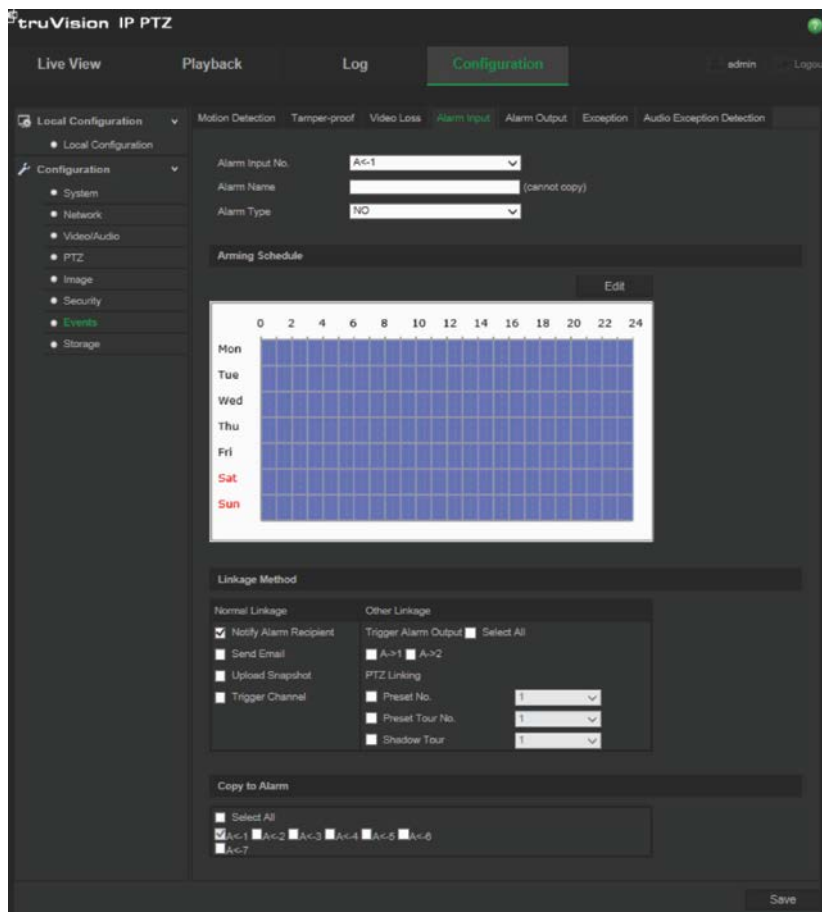 truVision IP PTZ
Live View Playback Log Configuration admin Logou
Local Configuration
Local Configuration
Configuration
System
Network
Video/Audio
PTZ
Image
Security
Events
Storage
Motion Detection Tamper-proof Video Loss Alarm Input Alarm Output Exception Audio Exception Detection
Alarm Input No. A<-1
Alarm Name (cannot copy)
Alarm Type NO
Arming Schedule
Edit
0 2 4 6 8 10 12 14 16 18 20 22 24
Mon
Tue
Wed
Thu
Fri
Sat
Sun
Linkage Method
Normal Linkage Other Linkage
Notify Alarm Recipient Trigger Alarm Output Select All
Send Email A->1 A->2
Upload Snapshot PTZ Linking
Trigger Channel Preset No. 1
Preset Tour No. 1
Shadow Tour 1
Copy to Alarm
Select All
A<-1 A<-2 A<-3 A<-4 A<-5 A<-6
A<-7
Save